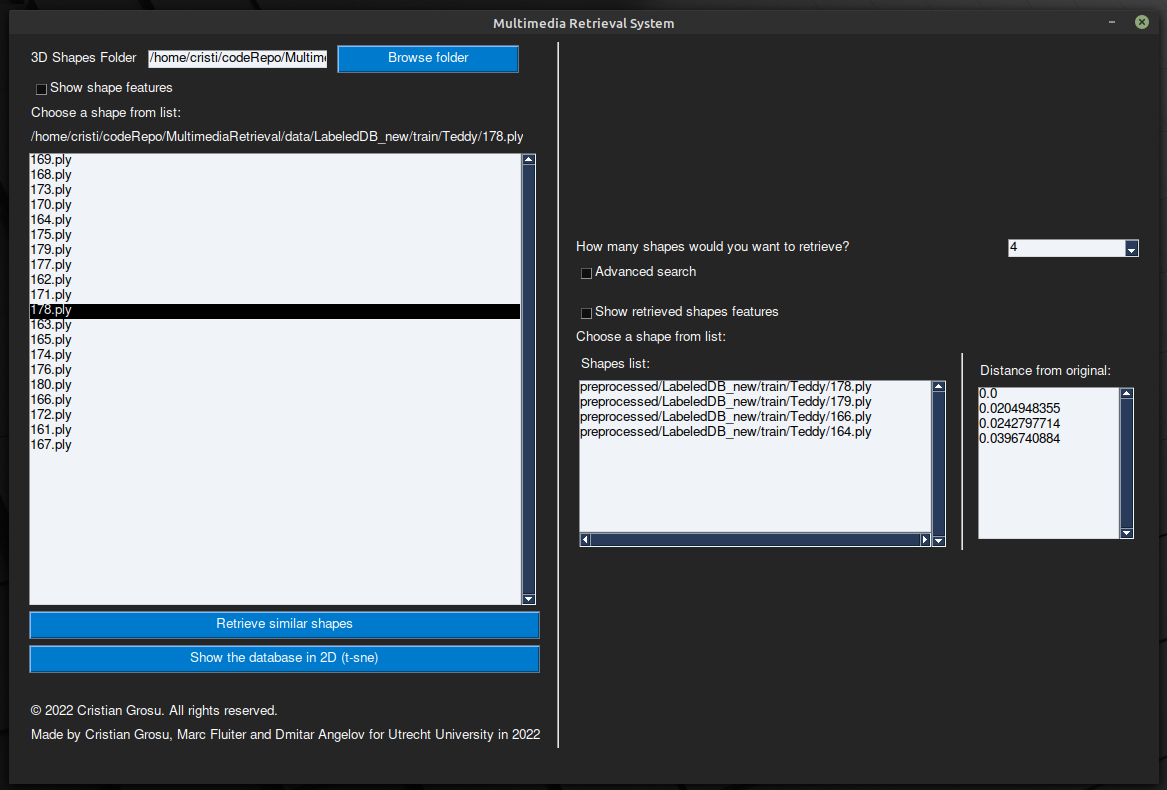 Multimedia Retrieval System
3D Shapes Folder /home/cristi/codeRepo/Multime Browse folder
Show shape features
Choose a shape from list:
/home/cristi/codeRepo/MultimediaRetrieval/data/LabeledDB_new/train/Teddy/178.ply
169.ply
168.ply
173.ply
170.ply
164.ply
175.ply
179.ply
177.ply
162.ply
171.ply
178.ply
163.ply
165.ply
174.ply
176.ply
180.ply
166.ply
172.ply
161.ply
167.ply
Retrieve similar shapes
Show the database in 2D (t-sne)
© 2022 Cristian Grosu. All rights reserved.
Made by Cristian Grosu, Marc Fluiter and Dmitar Angelov for Utrecht University in 2022
How many shapes would you want to retrieve? 4
Advanced search
Show retrieved shapes features
Choose a shape from list:
Shapes list:
preprocessed/LabeledDB_new/train/Teddy/178.ply
preprocessed/LabeledDB_new/train/Teddy/179.ply
preprocessed/LabeledDB_new/train/Teddy/166.ply
preprocessed/LabeledDB_new/train/Teddy/164.ply
Distance from original:
0.0
0.0204948355
0.0242797714
0.0396740884